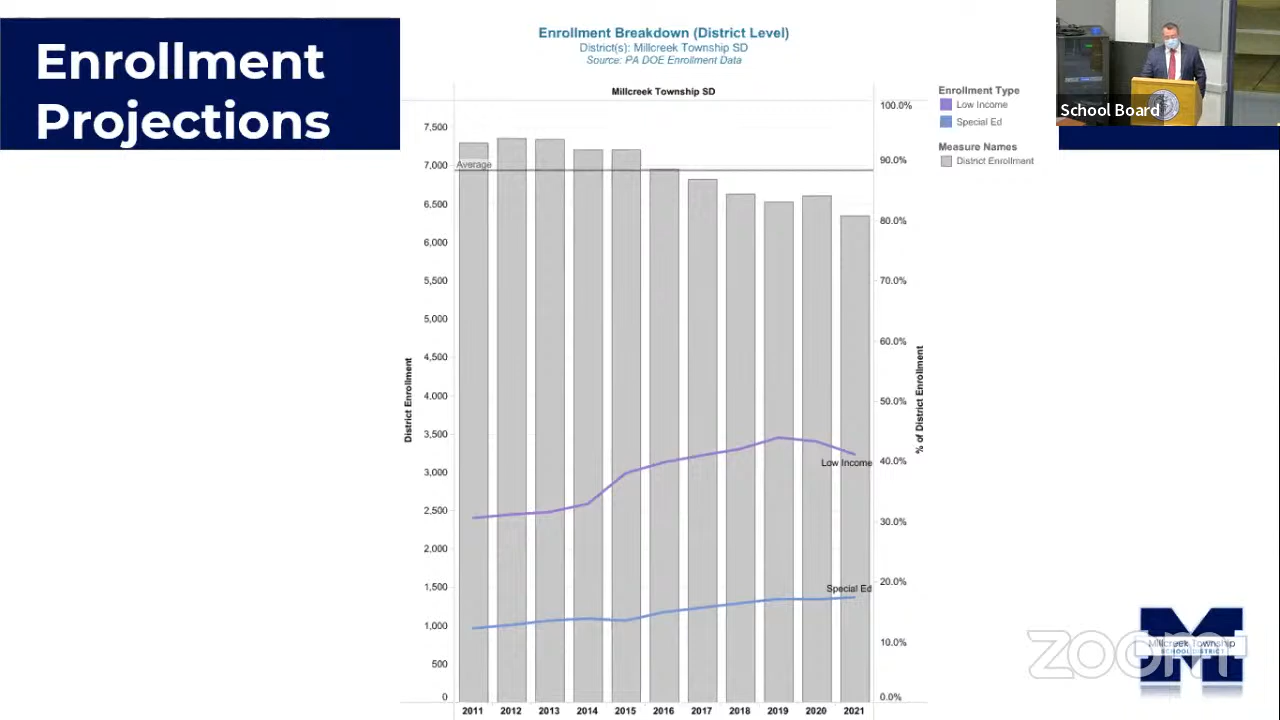 Enrollment
Projections
Enrollment Breakdown (District Level)
District(s): Millcreek Township SD
Source: PA DOE Enrollment Data
Millcreek Township SD
Enrollment Type
Low Income
Special Ed
Measure Names
District Enrollment
School Board
District Enrollment
7,500
7,000
6,500
6,000
5,500
5,000
4,500
4,000
3,500
3,000
2,500
2,000
1,500
1,000
500
0
Average
Low Income
Special Ed
100.0%
90.0%
80.0%
70.0%
60.0%
50.0%
40.0%
30.0%
20.0%
10.0%
0.0%
% of District Enrollment
2011 2012 2013 2014 2015 2016 2017 2018 2019 2020 2021
M
Millcreek Township
SCHOOL DISTRICT
zoom